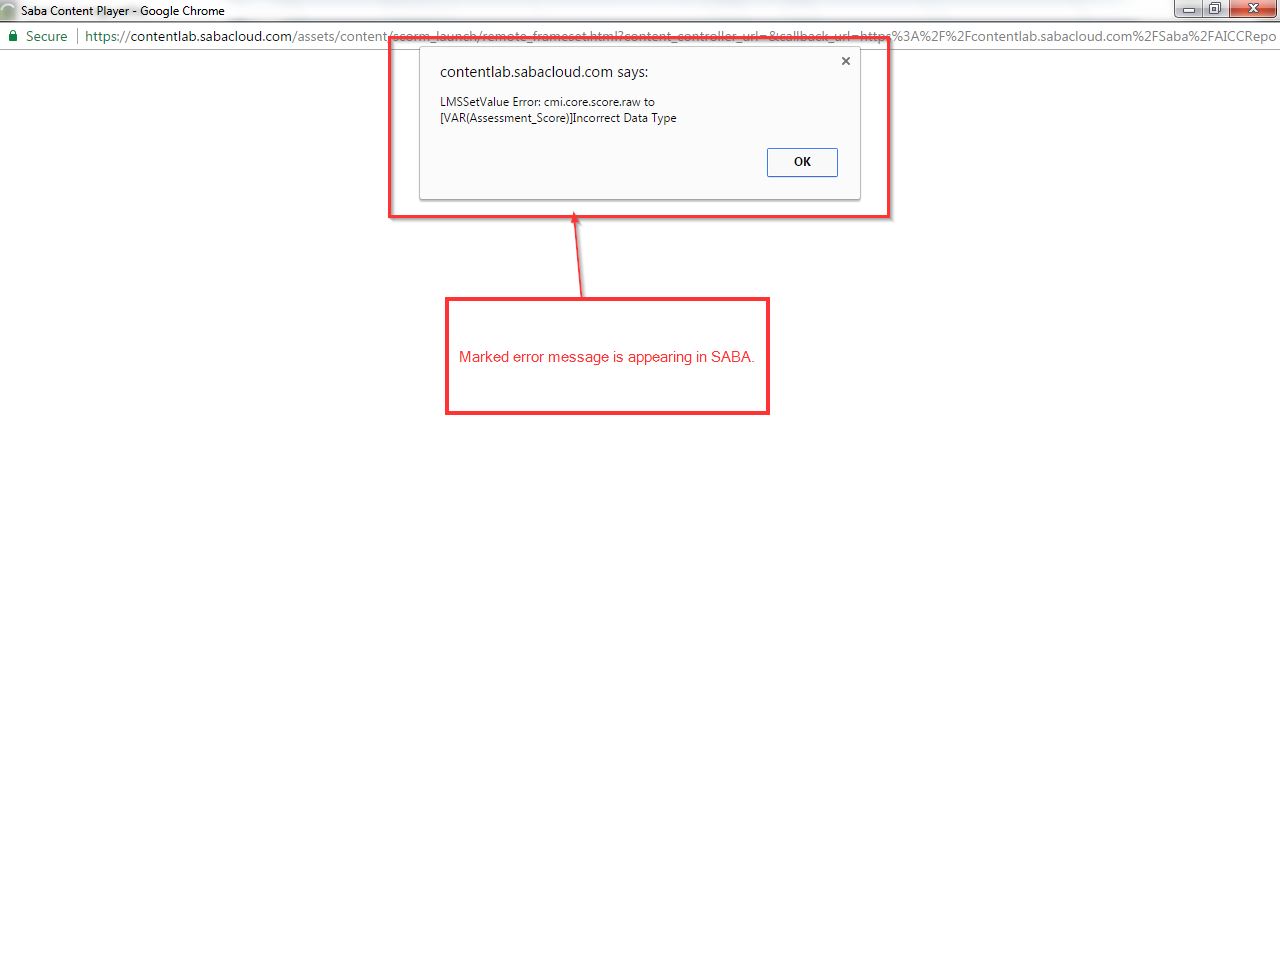 Saba Content Player - Google Chrome
Secure https://contentlab.sabacloud.com/assets/content/scorm_launch/remote_frameset.html?content_controller_url=&callback_url=https%3A%2F%2Fcontentlab.sabacloud.com%2FSaba%2FAICCRepo
contentlab.sabacloud.com says:
LMSSetValue Error: cmi.core.score.raw to
[VAR(Assessment_Score)]Incorrect Data Type
OK
Marked error message is appearing in SABA.